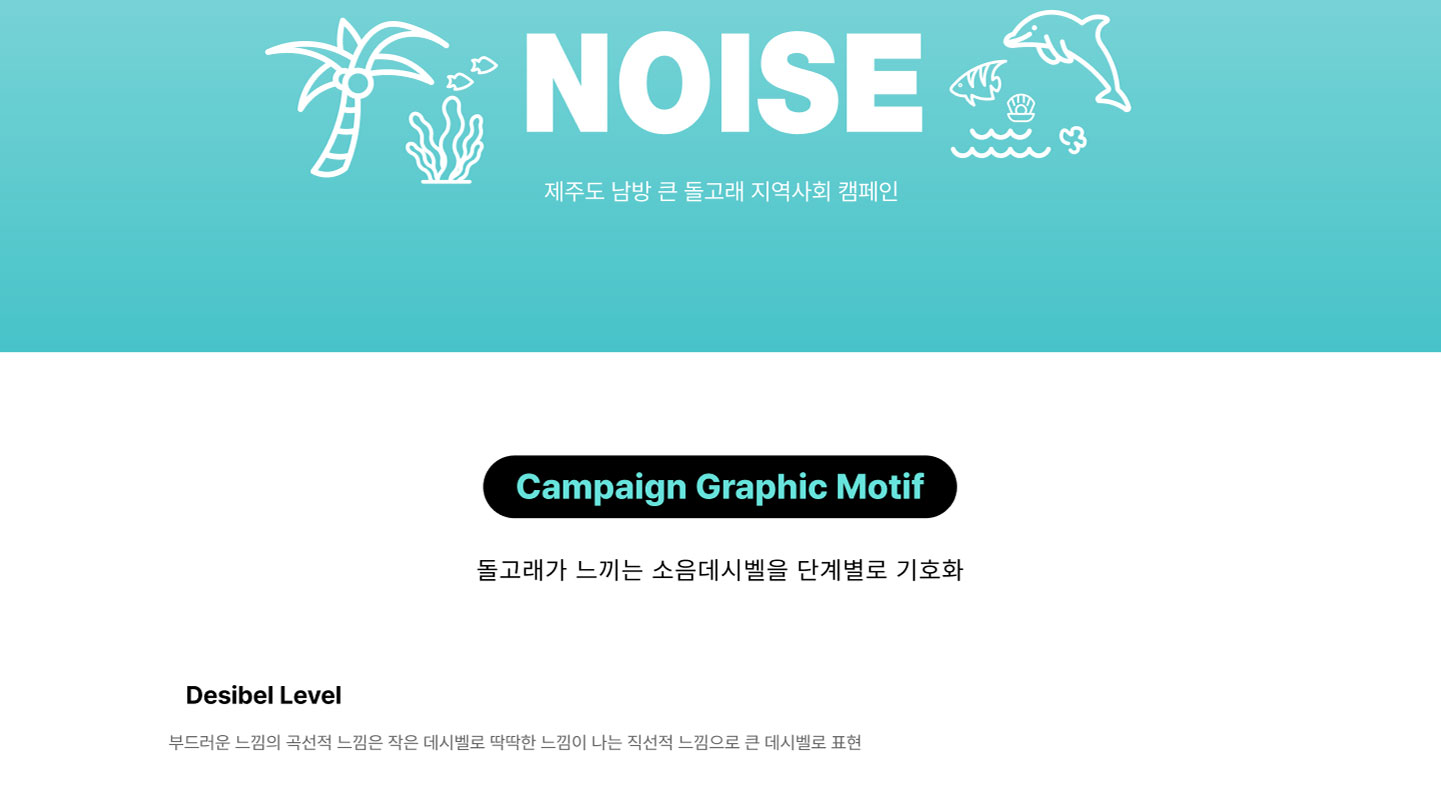 NOISE
제주도 남방 큰 돌고래 지역사회 캠페인
Campaign Graphic Motif
돌고래가 느끼는 소음데시벨을 단계별로 기호화
Desibel Level
부드러운 느낌의 곡선적 느낌은 작은 데시벨로 딱딱한 느낌이 나는 직선적 느낌으로 큰 데시벨로 표현